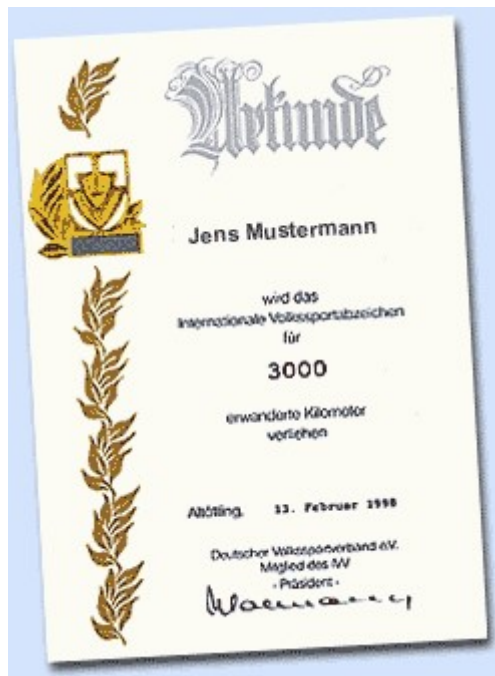 Urkunde
Jens Mustermann
wird das
Internationale Volkssportabzeichen
für
3000
erwanderte Kilometer
verliehen
Altötting, 13. Februar 1998
Deutscher Volkssportverband e.V.
Mitglied des IVV
- Präsident -